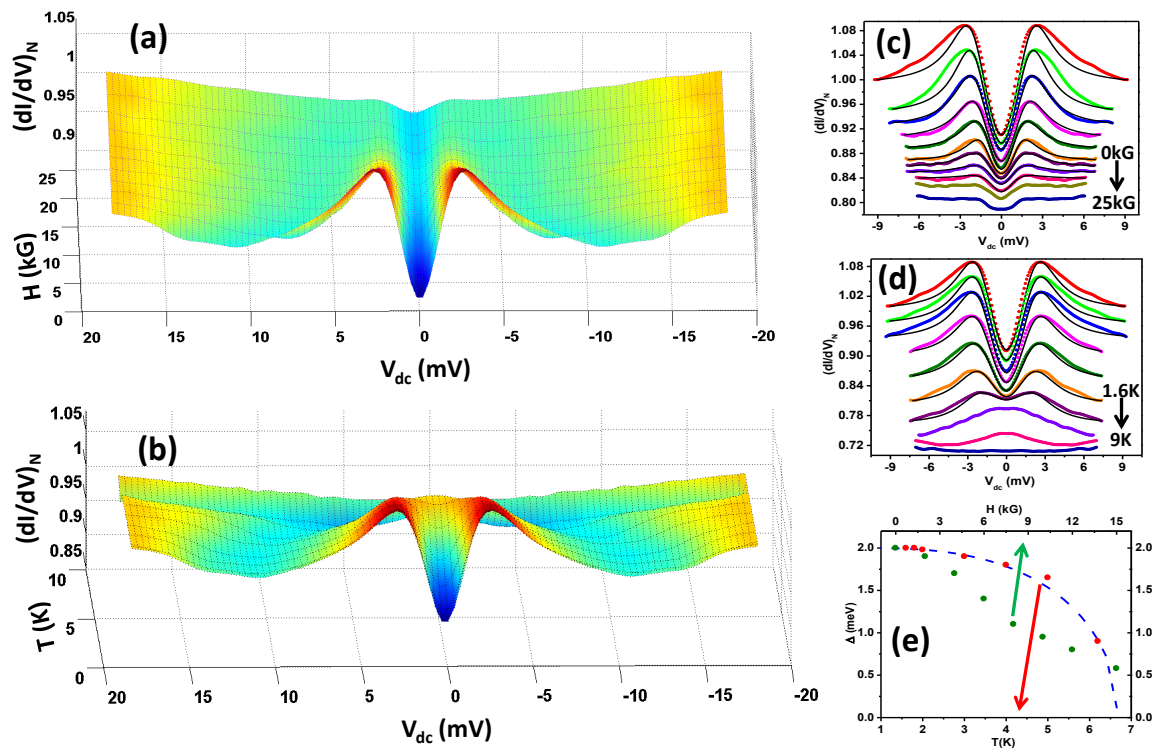 (a)
(dI/dV)N
1.05
1
0.95
0.9
25
20
15
10
5
0
H (kG)
20 15 10 5 0 -5 -10 -15 -20
Vdc (mV)
(b)
(dI/dV)N
1.05
1
0.95
0.9
0.85
10
5
0
T (K)
20 15 10 5 0 -5 -10 -15 -20
Vdc (mV)
(c)
(dI/dV)N
1.08
1.00
0.96
0.91
0.88
0.84
0.80
0kG
25kG
-9 -6 -3 0 3 6 9
Vdc (mV)
(d)
(dI/dV)N
1.08
1.02
0.96
0.90
0.84
0.78
0.72
1.6K
9K
-9 -6 -3 0 3 6 9
Vdc (mV)
H (kG)
0 3 6 9 12 15
2.0 2.0
1.5 1.5
1.0 1.0
0.5 0.5
0.0 0.0
Δ (meV)
(e)
1 2 3 4 5 6 7
T(K)